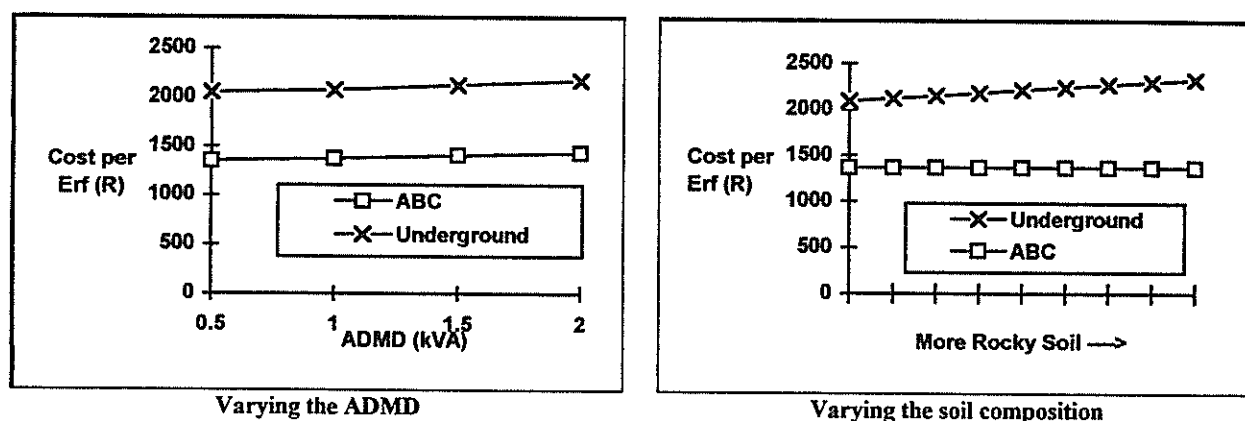 2500
2000
1500
Cost per
Erf (R)
1000
500
0
ABC
Underground
0.5 1 1.5 2
ADMD (kVA)
Varying the ADMD
2500
2000
1500
Cost per
Erf (R)
1000
500
0
Underground
ABC
More Rocky Soil —>
Varying the soil composition